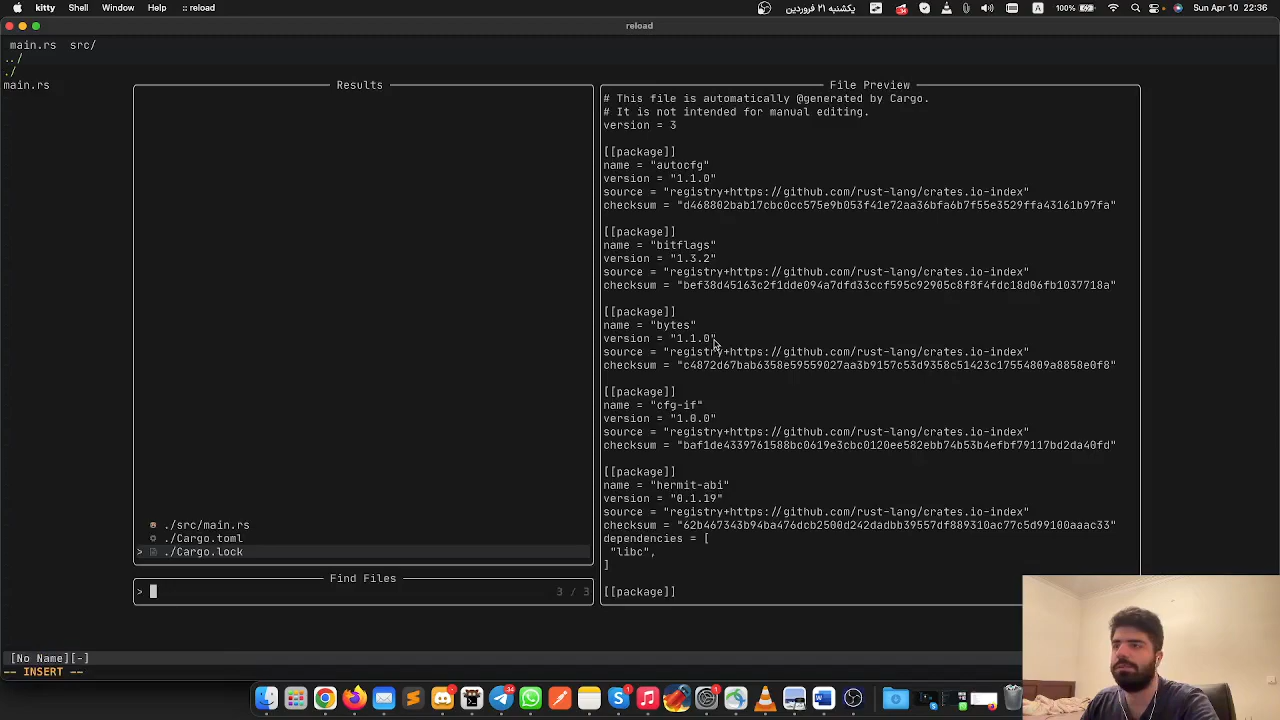 kitty Shell Window Help :: reload
یکشنبه ۲۱ فروردین
A
100%
Sun Apr 10 22:36
reload
main.rs src/
../
./
main.rs
Results
./src/main.rs
./Cargo.toml
> ./Cargo.lock
Find Files
> 3 / 3
File Preview
# This file is automatically @generated by Cargo.
# It is not intended for manual editing.
version = 3
[[package]]
name = "autocfg"
version = "1.1.0"
source = "registry+https://github.com/rust-lang/crates.io-index"
checksum = "d468802bab17cbc0cc575e9b053f41e72aa36bfa6b7f55e3529ffa43161b97fa"
[[package]]
name = "bitflags"
version = "1.3.2"
source = "registry+https://github.com/rust-lang/crates.io-index"
checksum = "bef38d45163c2f1dde094a7dfd33ccf595c92905c8f8f4fdc18d06fb1037718a"
[[package]]
name = "bytes"
version = "1.1.0"
source = "registry+https://github.com/rust-lang/crates.io-index"
checksum = "c4872d67bab6358e59559027aa3b9157c53d9358c51423c17554809a8858e0f8"
[[package]]
name = "cfg-if"
version = "1.0.0"
source = "registry+https://github.com/rust-lang/crates.io-index"
checksum = "baf1de4339761588bc0619e3cbc0120ee582ebb74b53b4efbf79117bd2da40fd"
[[package]]
name = "hermit-abi"
version = "0.1.19"
source = "registry+https://github.com/rust-lang/crates.io-index"
checksum = "62b467343b94ba476dcb2500d242dadbb39557df889310ac77c5d99100aaac33"
dependencies = [
"libc",
]
[[package]]
[No Name][-]
-- INSERT --